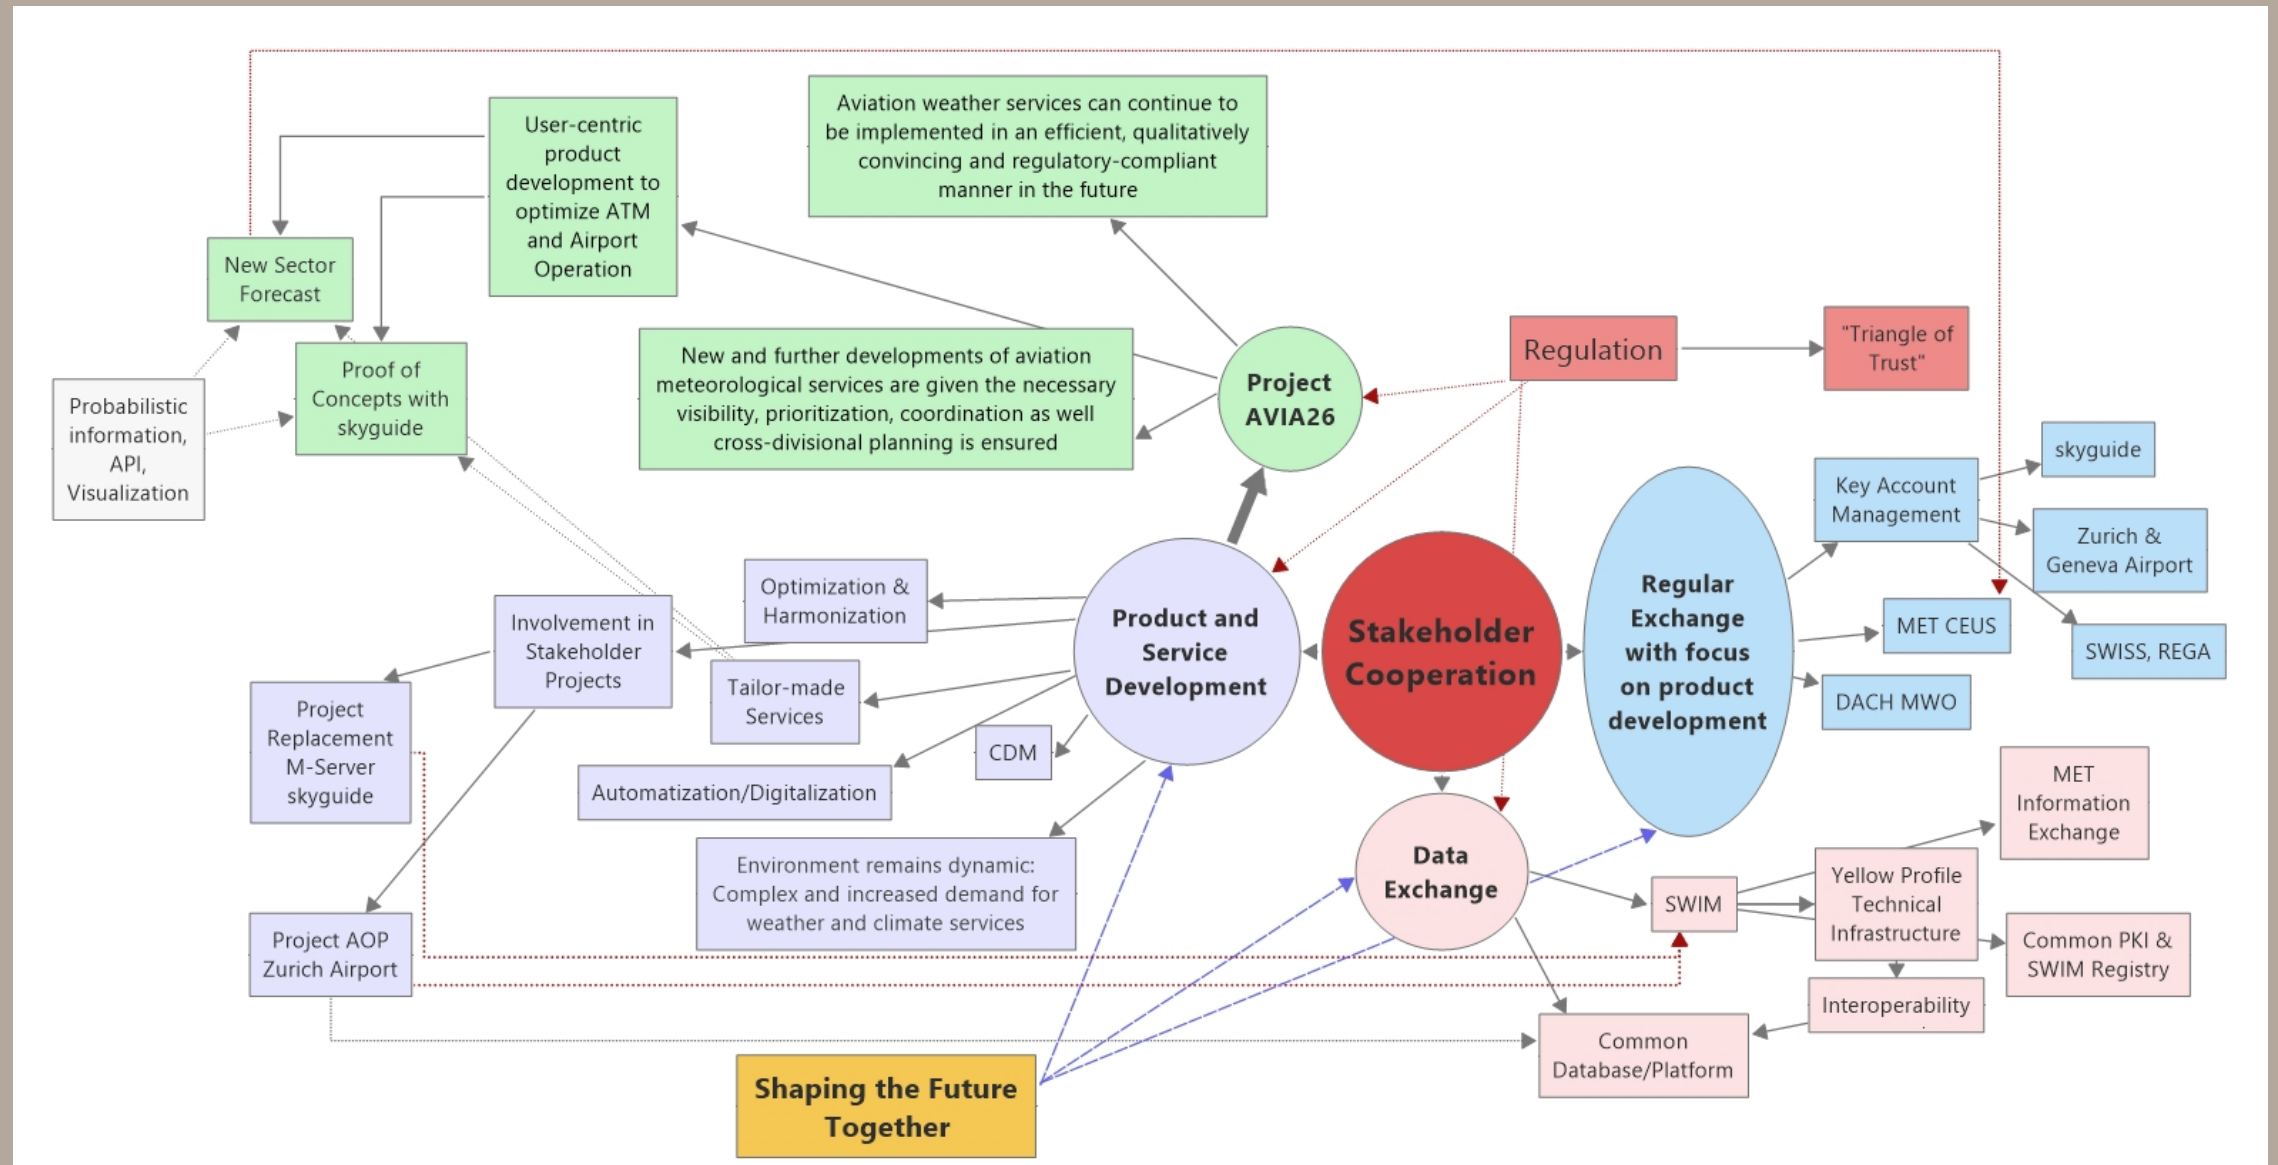 Aviation weather services can continue to
be implemented in an efficient, qualitatively
convincing and regulatory-compliant
manner in the future
User-centric
product
development to
optimize ATM
and Airport
Operation
New Sector
Forecast
Proof of
Concepts with
skyguide
Probabilistic
information,
API,
Visualization
New and further developments of aviation
meteorological services are given the necessary
visibility, prioritization, coordination as well
cross-divisional planning is ensured
Project
AVIA26
Regulation
"Triangle of
Trust"
skyguide
Key Account
Management
Zurich &
Geneva Airport
SWISS, REGA
MET CEUS
DACH MWO
Regular
Exchange
with focus
on product
development
Stakeholder
Cooperation
Product and
Service
Development
Optimization &
Harmonization
Involvement in
Stakeholder
Projects
Tailor-made
Services
CDM
Automatization/Digitalization
Project
Replacement
M-Server
skyguide
Environment remains dynamic:
Complex and increased demand for
weather and climate services
Project AOP
Zurich Airport
Data
Exchange
SWIM
MET
Information
Exchange
Yellow Profile
Technical
Infrastructure
Common PKI &
SWIM Registry
Interoperability
Common
Database/Platform
Shaping the Future
Together